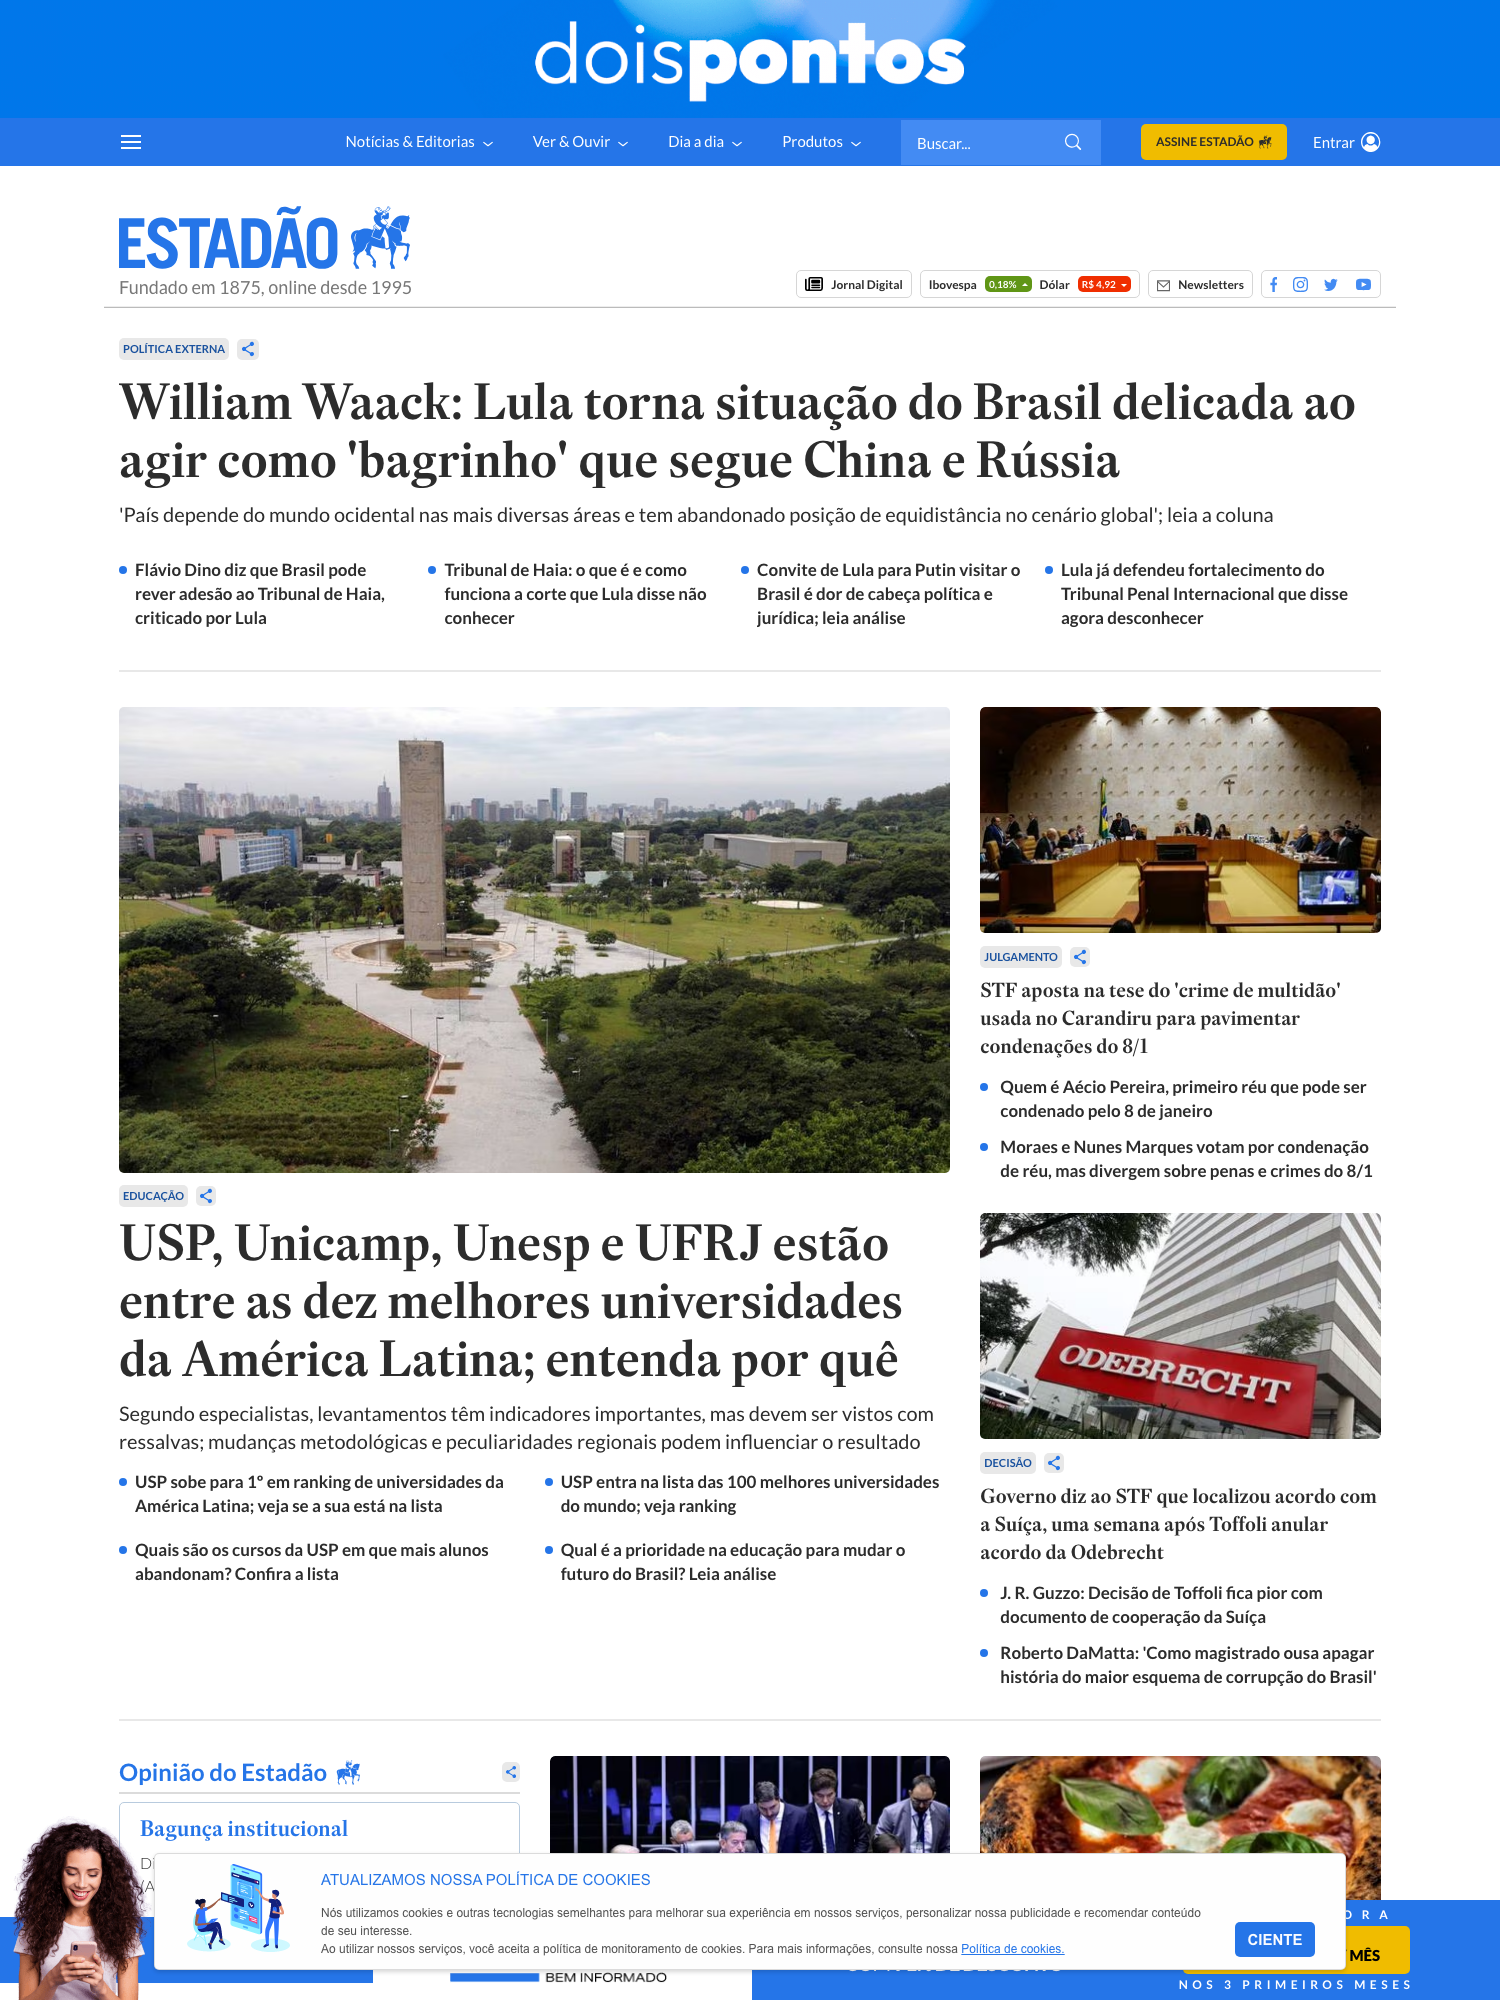 doispontos
Notícias & Editorias
Ver & Ouvir
Dia a dia
Produtos
Buscar...
ASSINE ESTADÃO
Entrar
ESTADÃO
Fundado em 1875, online desde 1995
Jornal Digital
Ibovespa 0,18% Dólar R$ 4,92
Newsletters
POLÍTICA EXTERNA
William Waack: Lula torna situação do Brasil delicada ao
agir como 'bagrinho' que segue China e Rússia
'País depende do mundo ocidental nas mais diversas áreas e tem abandonado posição de equidistância no cenário global'; leia a coluna
Flávio Dino diz que Brasil pode
rever adesão ao Tribunal de Haia,
criticado por Lula
Tribunal de Haia: o que é e como
funciona a corte que Lula disse não
conhecer
Convite de Lula para Putin visitar o
Brasil é dor de cabeça política e
jurídica; leia análise
Lula já defendeu fortalecimento do
Tribunal Penal Internacional que disse
agora desconhecer
EDUCAÇÃO
USP, Unicamp, Unesp e UFRJ estão
entre as dez melhores universidades
da América Latina; entenda por quê
Segundo especialistas, levantamentos têm indicadores importantes, mas devem ser vistos com
ressalvas; mudanças metodológicas e peculiaridades regionais podem influenciar o resultado
USP sobe para 1º em ranking de universidades da
América Latina; veja se a sua está na lista
USP entra na lista das 100 melhores universidades
do mundo; veja ranking
Quais são os cursos da USP em que mais alunos
abandonam? Confira a lista
Qual é a prioridade na educação para mudar o
futuro do Brasil? Leia análise
JULGAMENTO
STF aposta na tese do 'crime de multidão'
usada no Carandiru para pavimentar
condenações do 8/1
Quem é Aécio Pereira, primeiro réu que pode ser
condenado pelo 8 de janeiro
Moraes e Nunes Marques votam por condenação
de réu, mas divergem sobre penas e crimes do 8/1
ODEBRECHT
DECISÃO
Governo diz ao STF que localizou acordo com
a Suíça, uma semana após Toffoli anular
acordo da Odebrecht
J. R. Guzzo: Decisão de Toffoli fica pior com
documento de cooperação da Suíça
Roberto DaMatta: 'Como magistrado ousa apagar
história do maior esquema de corrupção do Brasil'
Opinião do Estadão
Bagunça institucional
ATUALIZAMOS NOSSA POLÍTICA DE COOKIES
Nós utilizamos cookies e outras tecnologias semelhantes para melhorar sua experiência em nossos serviços, personalizar nossa publicidade e recomendar conteúdo
de seu interesse.
Ao utilizar nossos serviços, você aceita a política de monitoramento de cookies. Para mais informações, consulte nossa Política de cookies.
CIENTE
MÊS
BEM INFORMADO
NOS 3 PRIMEIROS MESES